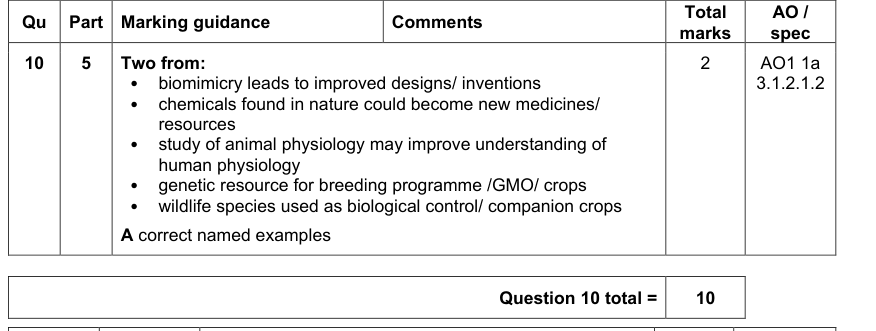 Qu Part Marking guidance Comments Total marks AO / spec
10 5 Two from: 2 AO1 1a
• biomimicry leads to improved designs/ inventions 3.1.2.1.2
• chemicals found in nature could become new medicines/
resources
• study of animal physiology may improve understanding of
human physiology
• genetic resource for breeding programme /GMO/ crops
• wildlife species used as biological control/ companion crops
A correct named examples
Question 10 total = 10